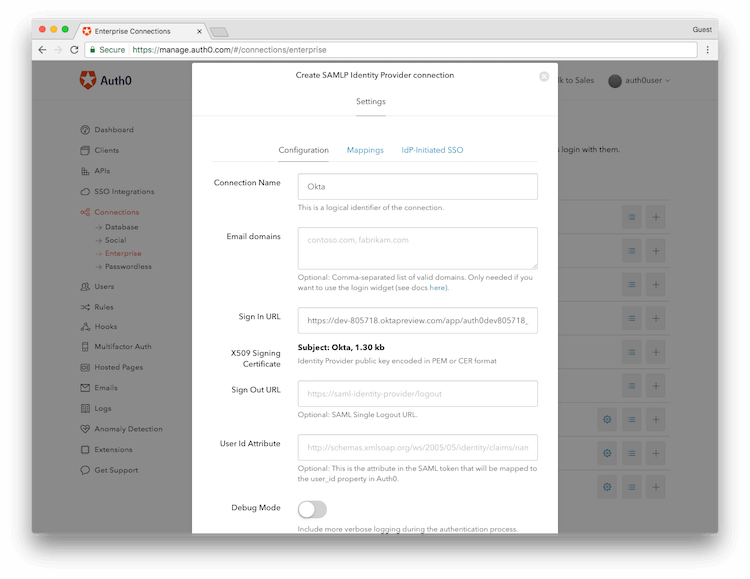 Enterprise Connections
Guest
Secure https://manage.auth0.com/#/connections/enterprise
Auth0
Create SAMLP Identity Provider connection
lk to Sales
auth0user
Settings
Dashboard
Clients
APIs
SSO Integrations
Connections
Database
Social
Enterprise
Passwordless
Users
Rules
Hooks
Multifactor Auth
Hosted Pages
Emails
Logs
Anomaly Detection
Extensions
Get Support
login with them.
Configuration Mappings IdP-Initiated SSO
Connection Name
Okta
This is a logical identifier of the connection.
Email domains
contoso.com, fabrikam.com
Optional: Comma-separated list of valid domains. Only needed if you
want to use the login widget (see docs here).
Sign In URL
https://dev-805718.oktapreview.com/app/auth0dev805718_
X509 Signing
Certificate
Subject: Okta, 1.30 kb
Identity Provider public key encoded in PEM or CER format
Sign Out URL
https://saml-identity-provider/logout
Optional: SAML Single Logout URL.
User Id Attribute
http://schemas.xmlsoap.org/ws/2005/05/identity/claims/nam
Optional: This is the attribute in the SAML token that will be mapped to
the user_id property in Auth0.
Debug Mode
Include more verbose logging during the authentication process.